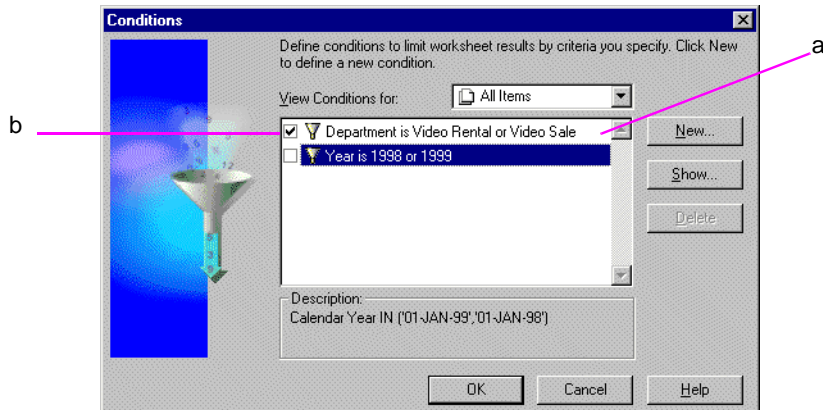 Conditions
Define conditions to limit worksheet results by criteria you specify. Click New
to define a new condition.
a
View Conditions for:
All Items
b
Department is Video Rental or Video Sale
New...
Year is 1998 or 1999
Show...
Delete
Description:
Calendar Year IN ('01-JAN-99','01-JAN-98')
OK
Cancel
Help